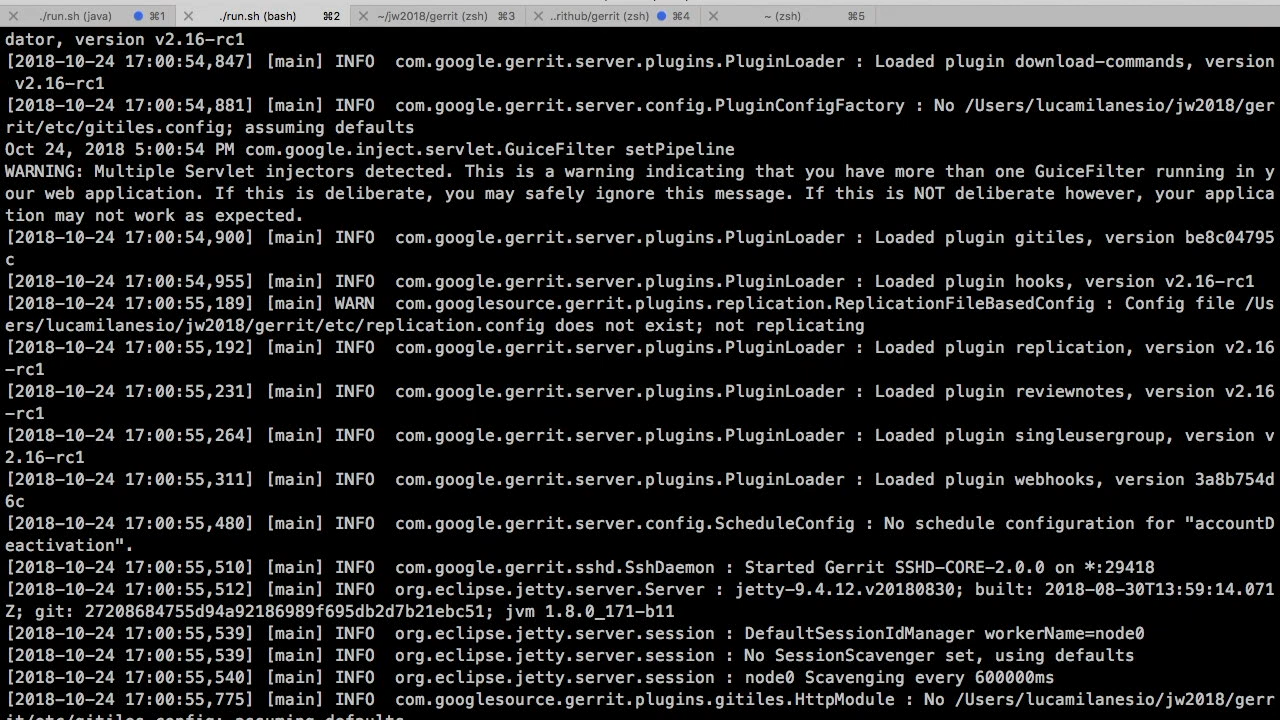 ./run.sh (java) ⌘1 ./run.sh (bash) ⌘2 ~/jw2018/gerrit (zsh) ⌘3 ..rithub/gerrit (zsh) ⌘4 ~ (zsh) ⌘5
dator, version v2.16-rc1
[2018-10-24 17:00:54,847] [main] INFO  com.google.gerrit.server.plugins.PluginLoader : Loaded plugin download-commands, version
 v2.16-rc1
[2018-10-24 17:00:54,881] [main] INFO  com.google.gerrit.server.config.PluginConfigFactory : No /Users/lucamilanesio/jw2018/ger
rit/etc/gitiles.config; assuming defaults
Oct 24, 2018 5:00:54 PM com.google.inject.servlet.GuiceFilter setPipeline
WARNING: Multiple Servlet injectors detected. This is a warning indicating that you have more than one GuiceFilter running in y
our web application. If this is deliberate, you may safely ignore this message. If this is NOT deliberate however, your applica
tion may not work as expected.
[2018-10-24 17:00:54,900] [main] INFO  com.google.gerrit.server.plugins.PluginLoader : Loaded plugin gitiles, version be8c04795
c
[2018-10-24 17:00:54,955] [main] INFO  com.google.gerrit.server.plugins.PluginLoader : Loaded plugin hooks, version v2.16-rc1
[2018-10-24 17:00:55,189] [main] WARN  com.googlesource.gerrit.plugins.replication.ReplicationFileBasedConfig : Config file /Us
ers/lucamilanesio/jw2018/gerrit/etc/replication.config does not exist; not replicating
[2018-10-24 17:00:55,192] [main] INFO  com.google.gerrit.server.plugins.PluginLoader : Loaded plugin replication, version v2.16
-rc1
[2018-10-24 17:00:55,231] [main] INFO  com.google.gerrit.server.plugins.PluginLoader : Loaded plugin reviewnotes, version v2.16
-rc1
[2018-10-24 17:00:55,264] [main] INFO  com.google.gerrit.server.plugins.PluginLoader : Loaded plugin singleusergroup, version v
2.16-rc1
[2018-10-24 17:00:55,311] [main] INFO  com.google.gerrit.server.plugins.PluginLoader : Loaded plugin webhooks, version 3a8b754d
6c
[2018-10-24 17:00:55,480] [main] INFO  com.google.gerrit.server.config.ScheduleConfig : No schedule configuration for "accountD
eactivation".
[2018-10-24 17:00:55,510] [main] INFO  com.google.gerrit.sshd.SshDaemon : Started Gerrit SSHD-CORE-2.0.0 on *:29418
[2018-10-24 17:00:55,512] [main] INFO  org.eclipse.jetty.server.Server : jetty-9.4.12.v20180830; built: 2018-08-30T13:59:14.071
Z; git: 27208684755d94a92186989f695db2d7b21ebc51; jvm 1.8.0_171-b11
[2018-10-24 17:00:55,539] [main] INFO  org.eclipse.jetty.server.session : DefaultSessionIdManager workerName=node0
[2018-10-24 17:00:55,539] [main] INFO  org.eclipse.jetty.server.session : No SessionScavenger set, using defaults
[2018-10-24 17:00:55,540] [main] INFO  org.eclipse.jetty.server.session : node0 Scavenging every 600000ms
[2018-10-24 17:00:55,775] [main] INFO  com.googlesource.gerrit.plugins.gitiles.HttpModule : No /Users/lucamilanesio/jw2018/gerr
it/etc/gitiles.config; assuming defaults